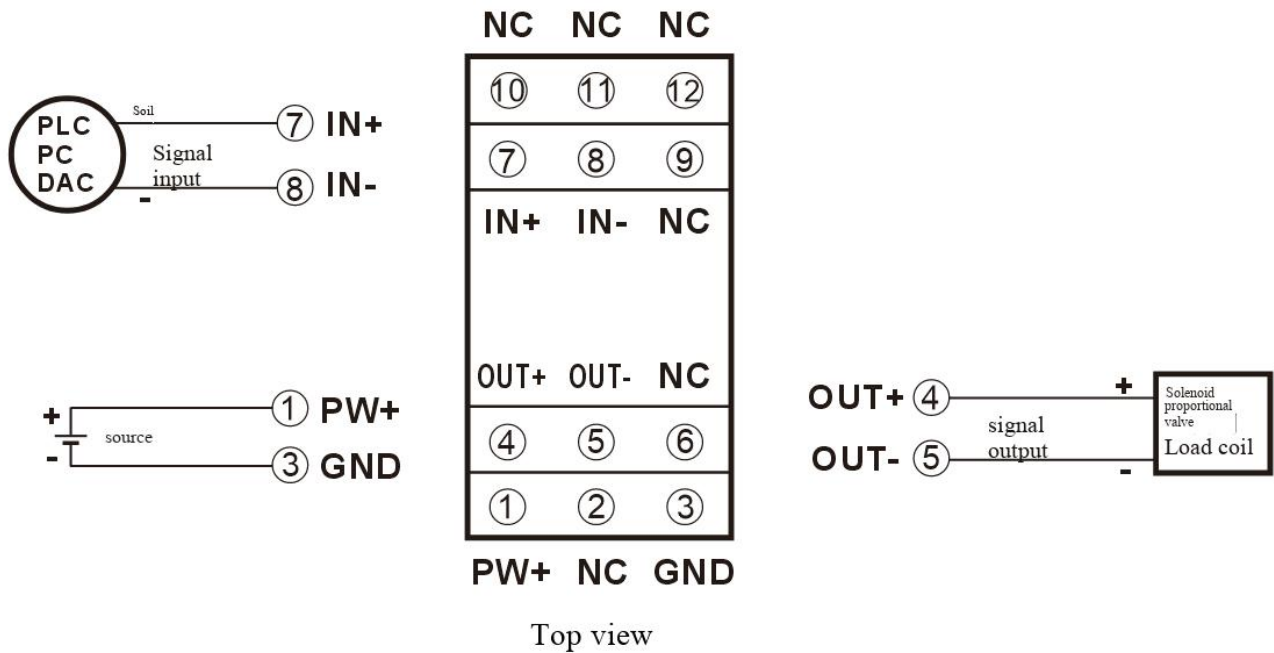 NC NC NC
10 11 12
7 8 9
IN+ IN- NC
OUT+ OUT- NC
4 5 6
1 2 3
PW+ NC GND
Top view
PLC
PC
DAC
Soil
Signal
input
-
7 IN+
8 IN-
+
source
-
1 PW+
3 GND
OUT+ 4
OUT- 5
signal
output
+
-
Solenoid
proportional
valve
Load coil